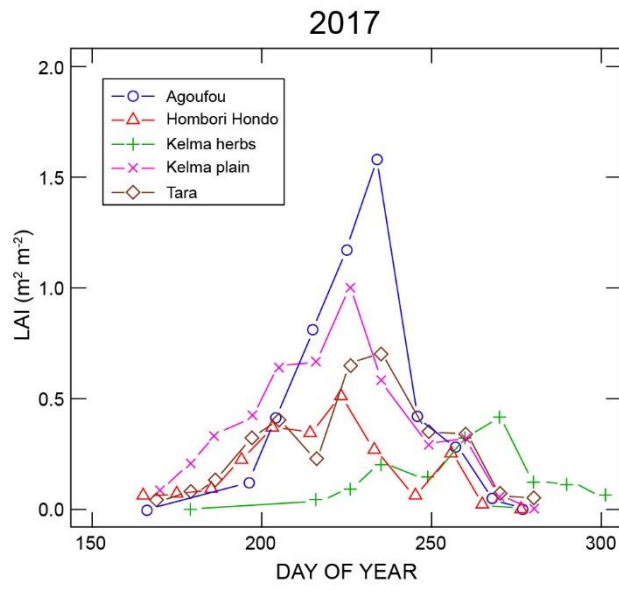 2017
2.0
1.5
1.0
0.5
0.0
LAI (m² m⁻²)
Agoufou
Hombori Hondo
Kelma herbs
Kelma plain
Tara
150 200 250 300
DAY OF YEAR